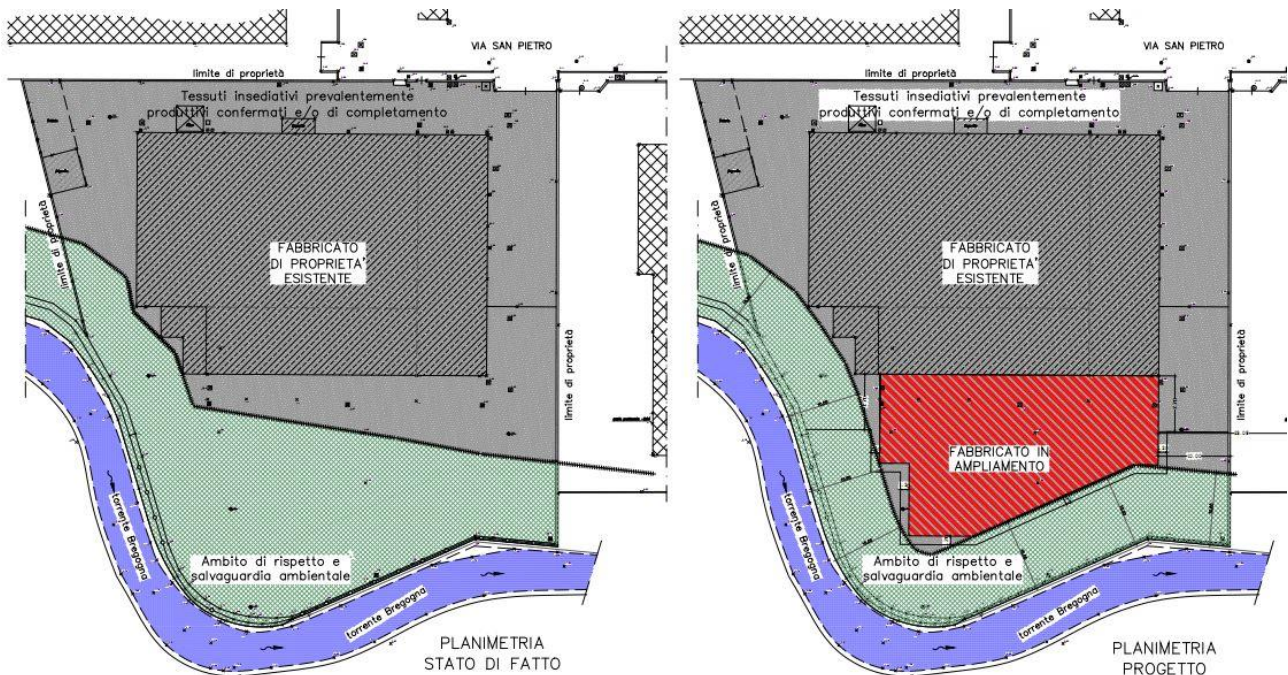 VIA SAN PIETRO
limite di proprietà
Tessuti insediativi prevalentemente
produttivi confermati e/o di completamento
limite di proprietà
FABBRICATO
DI PROPRIETA'
ESISTENTE
limite di proprietà
Ambito di rispetto e
salvaguardia ambientale
torrente Bregogna
torrente Bregogna
PLANIMETRIA
STATO DI FATTO
VIA SAN PIETRO
limite di proprietà
Tessuti insediativi prevalentemente
produttivi confermati e/o di completamento
limite di proprietà
FABBRICATO
DI PROPRIETA'
ESISTENTE
limite di proprietà
FABBRICATO IN
AMPLIAMENTO
Ambito di rispetto e
salvaguardia ambientale
torrente Bregogna
torrente Bregogna
PLANIMETRIA
PROGETTO